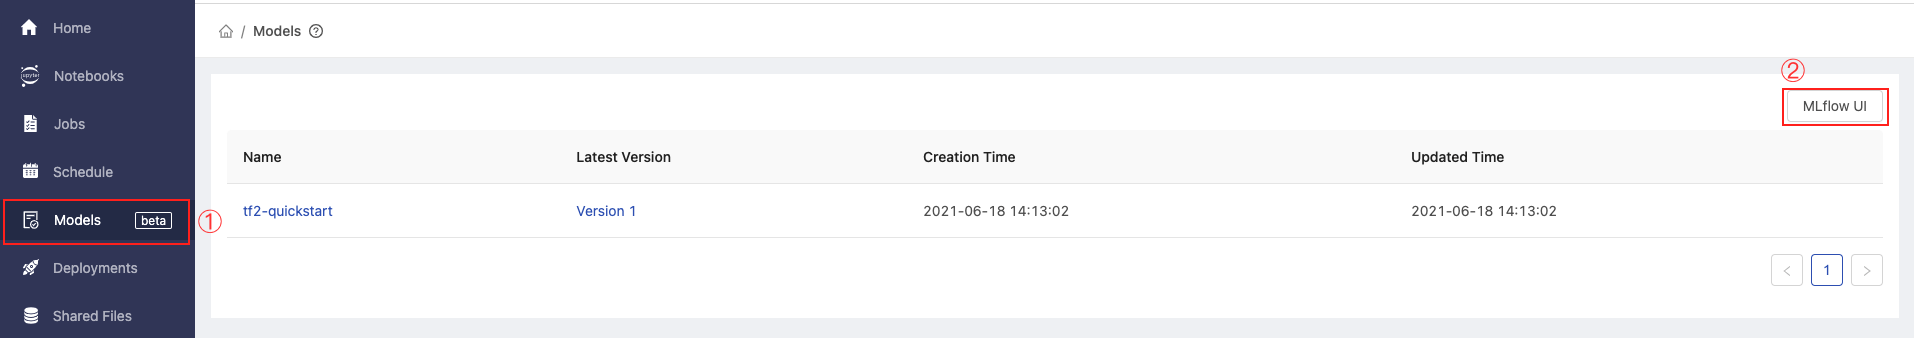 Home
Notebooks
Jobs
Schedule
Models beta
Deployments
Shared Files
①
/ Models
②
MLflow UI
Name Latest Version Creation Time Updated Time
tf2-quickstart Version 1 2021-06-18 14:13:02 2021-06-18 14:13:02
< 1 >